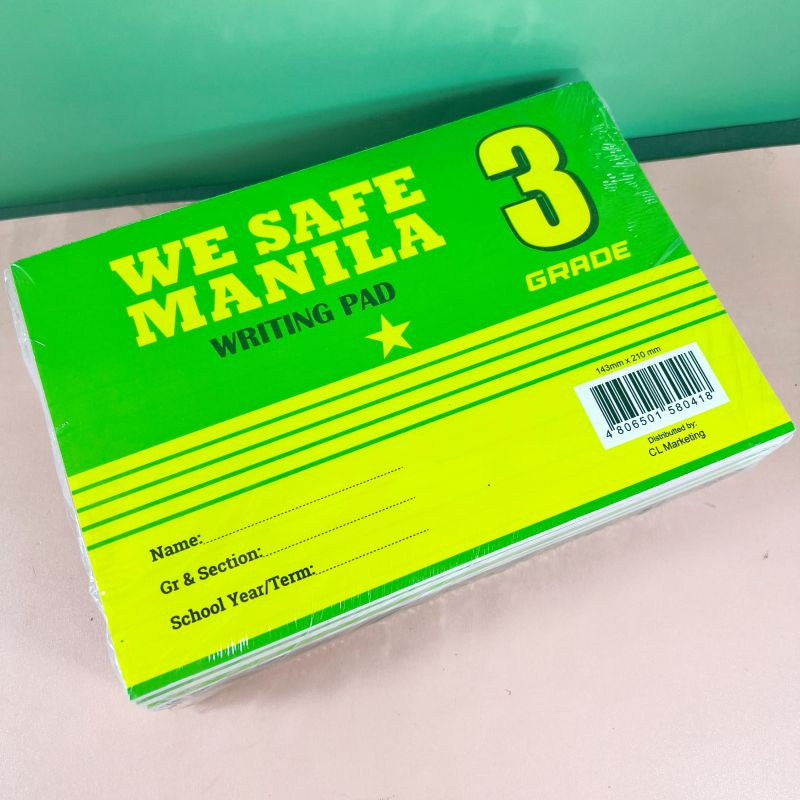 WE SAFE
MANILA
WRITING PAD
3
GRADE
143mm x 210 mm
4 806501 580418
Distributted by:
CL Marketing
Name:
Gr & Section:
School Year/Term: